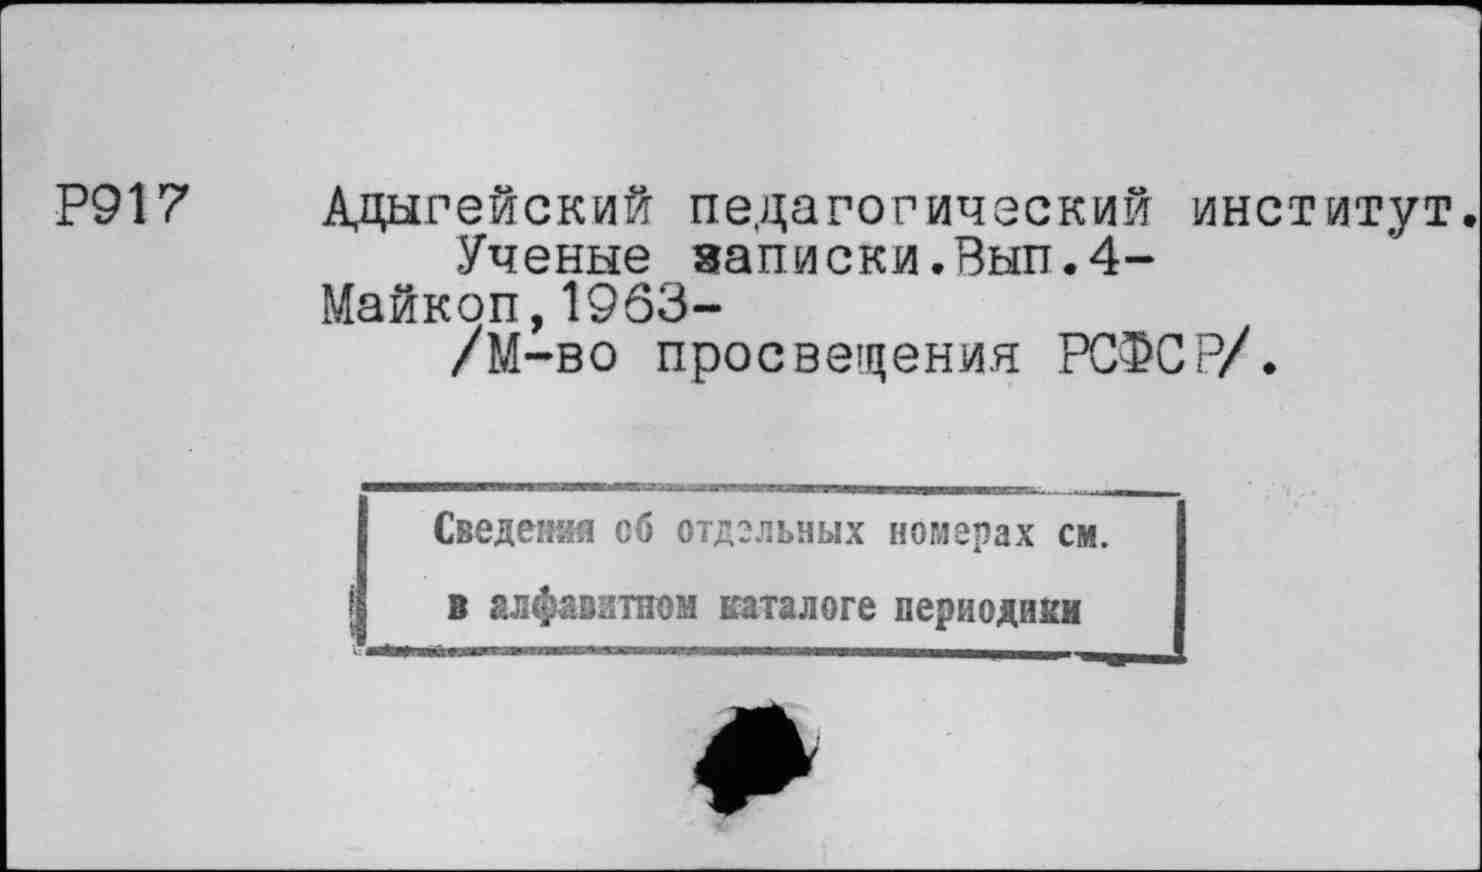 Р917 Адыгейский педагогический институт.
Ученые записки.Вып.4-
Майкоп,1963-
/М-во просвещения РСФСР/.
Сведения об отдельных номерах см.
в алфавитном каталоге периодики